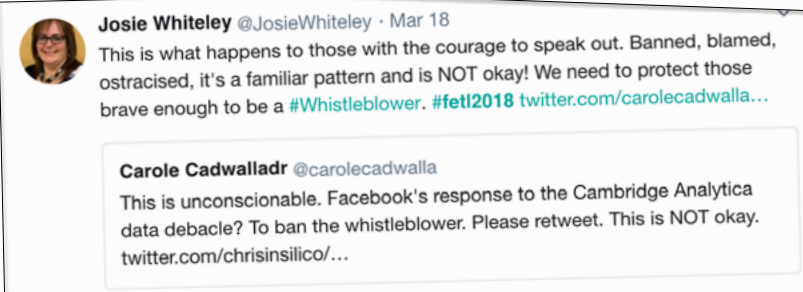 Josie Whiteley @JosieWhiteley · Mar 18
This is what happens to those with the courage to speak out. Banned, blamed,
ostracised, it's a familiar pattern and is NOT okay! We need to protect those
brave enough to be a #Whistleblower. #fetl2018 twitter.com/carolecadwalla…
Carole Cadwalladr @carolecadwalla
This is unconscionable. Facebook's response to the Cambridge Analytica
data debacle? To ban the whistleblower. Please retweet. This is NOT okay.
twitter.com/chrisinsilico/…